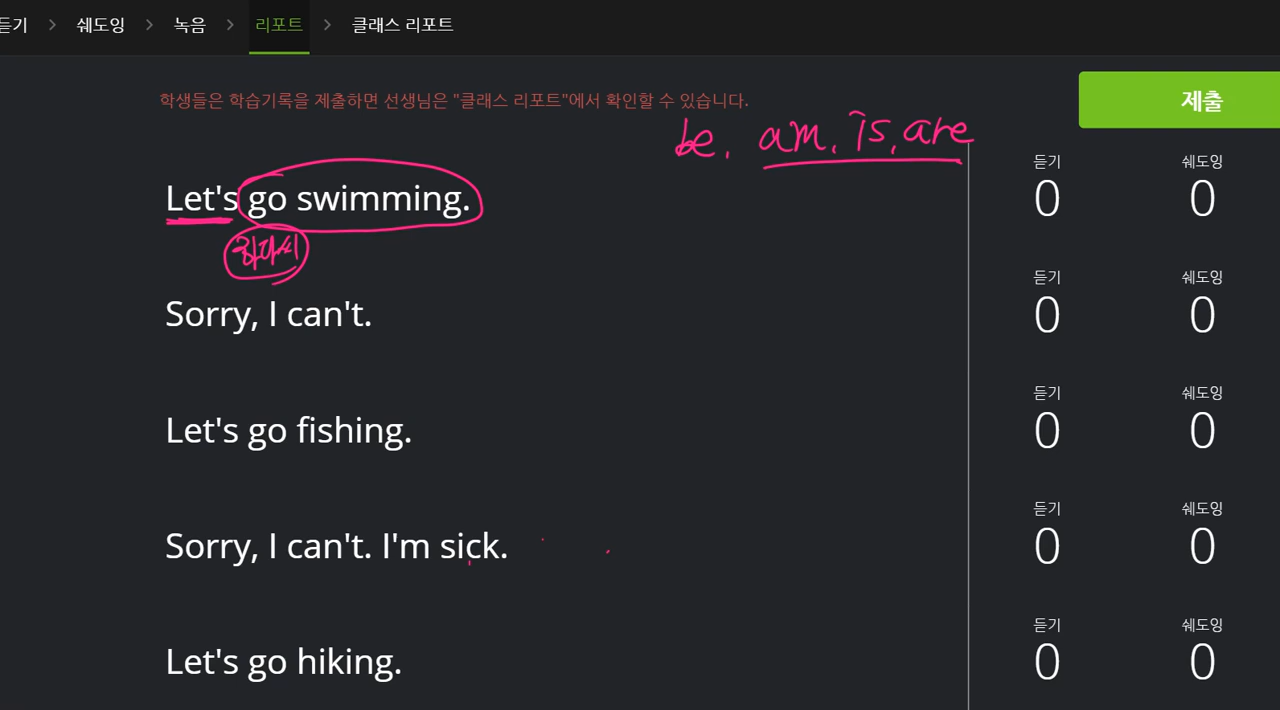 듣기 > 쉐도잉 > 녹음 > 리포트 > 클래스 리포트
학생들은 학습기록을 제출하면 선생님은 "클래스 리포트"에서 확인할 수 있습니다.
제출
be, am, is, are
듣기 쉐도잉
Let's go swimming. 0 0
듣기 쉐도잉
Sorry, I can't. 0 0
듣기 쉐도잉
Let's go fishing. 0 0
듣기 쉐도잉
Sorry, I can't. I'm sick. 0 0
듣기 쉐도잉
Let's go hiking. 0 0